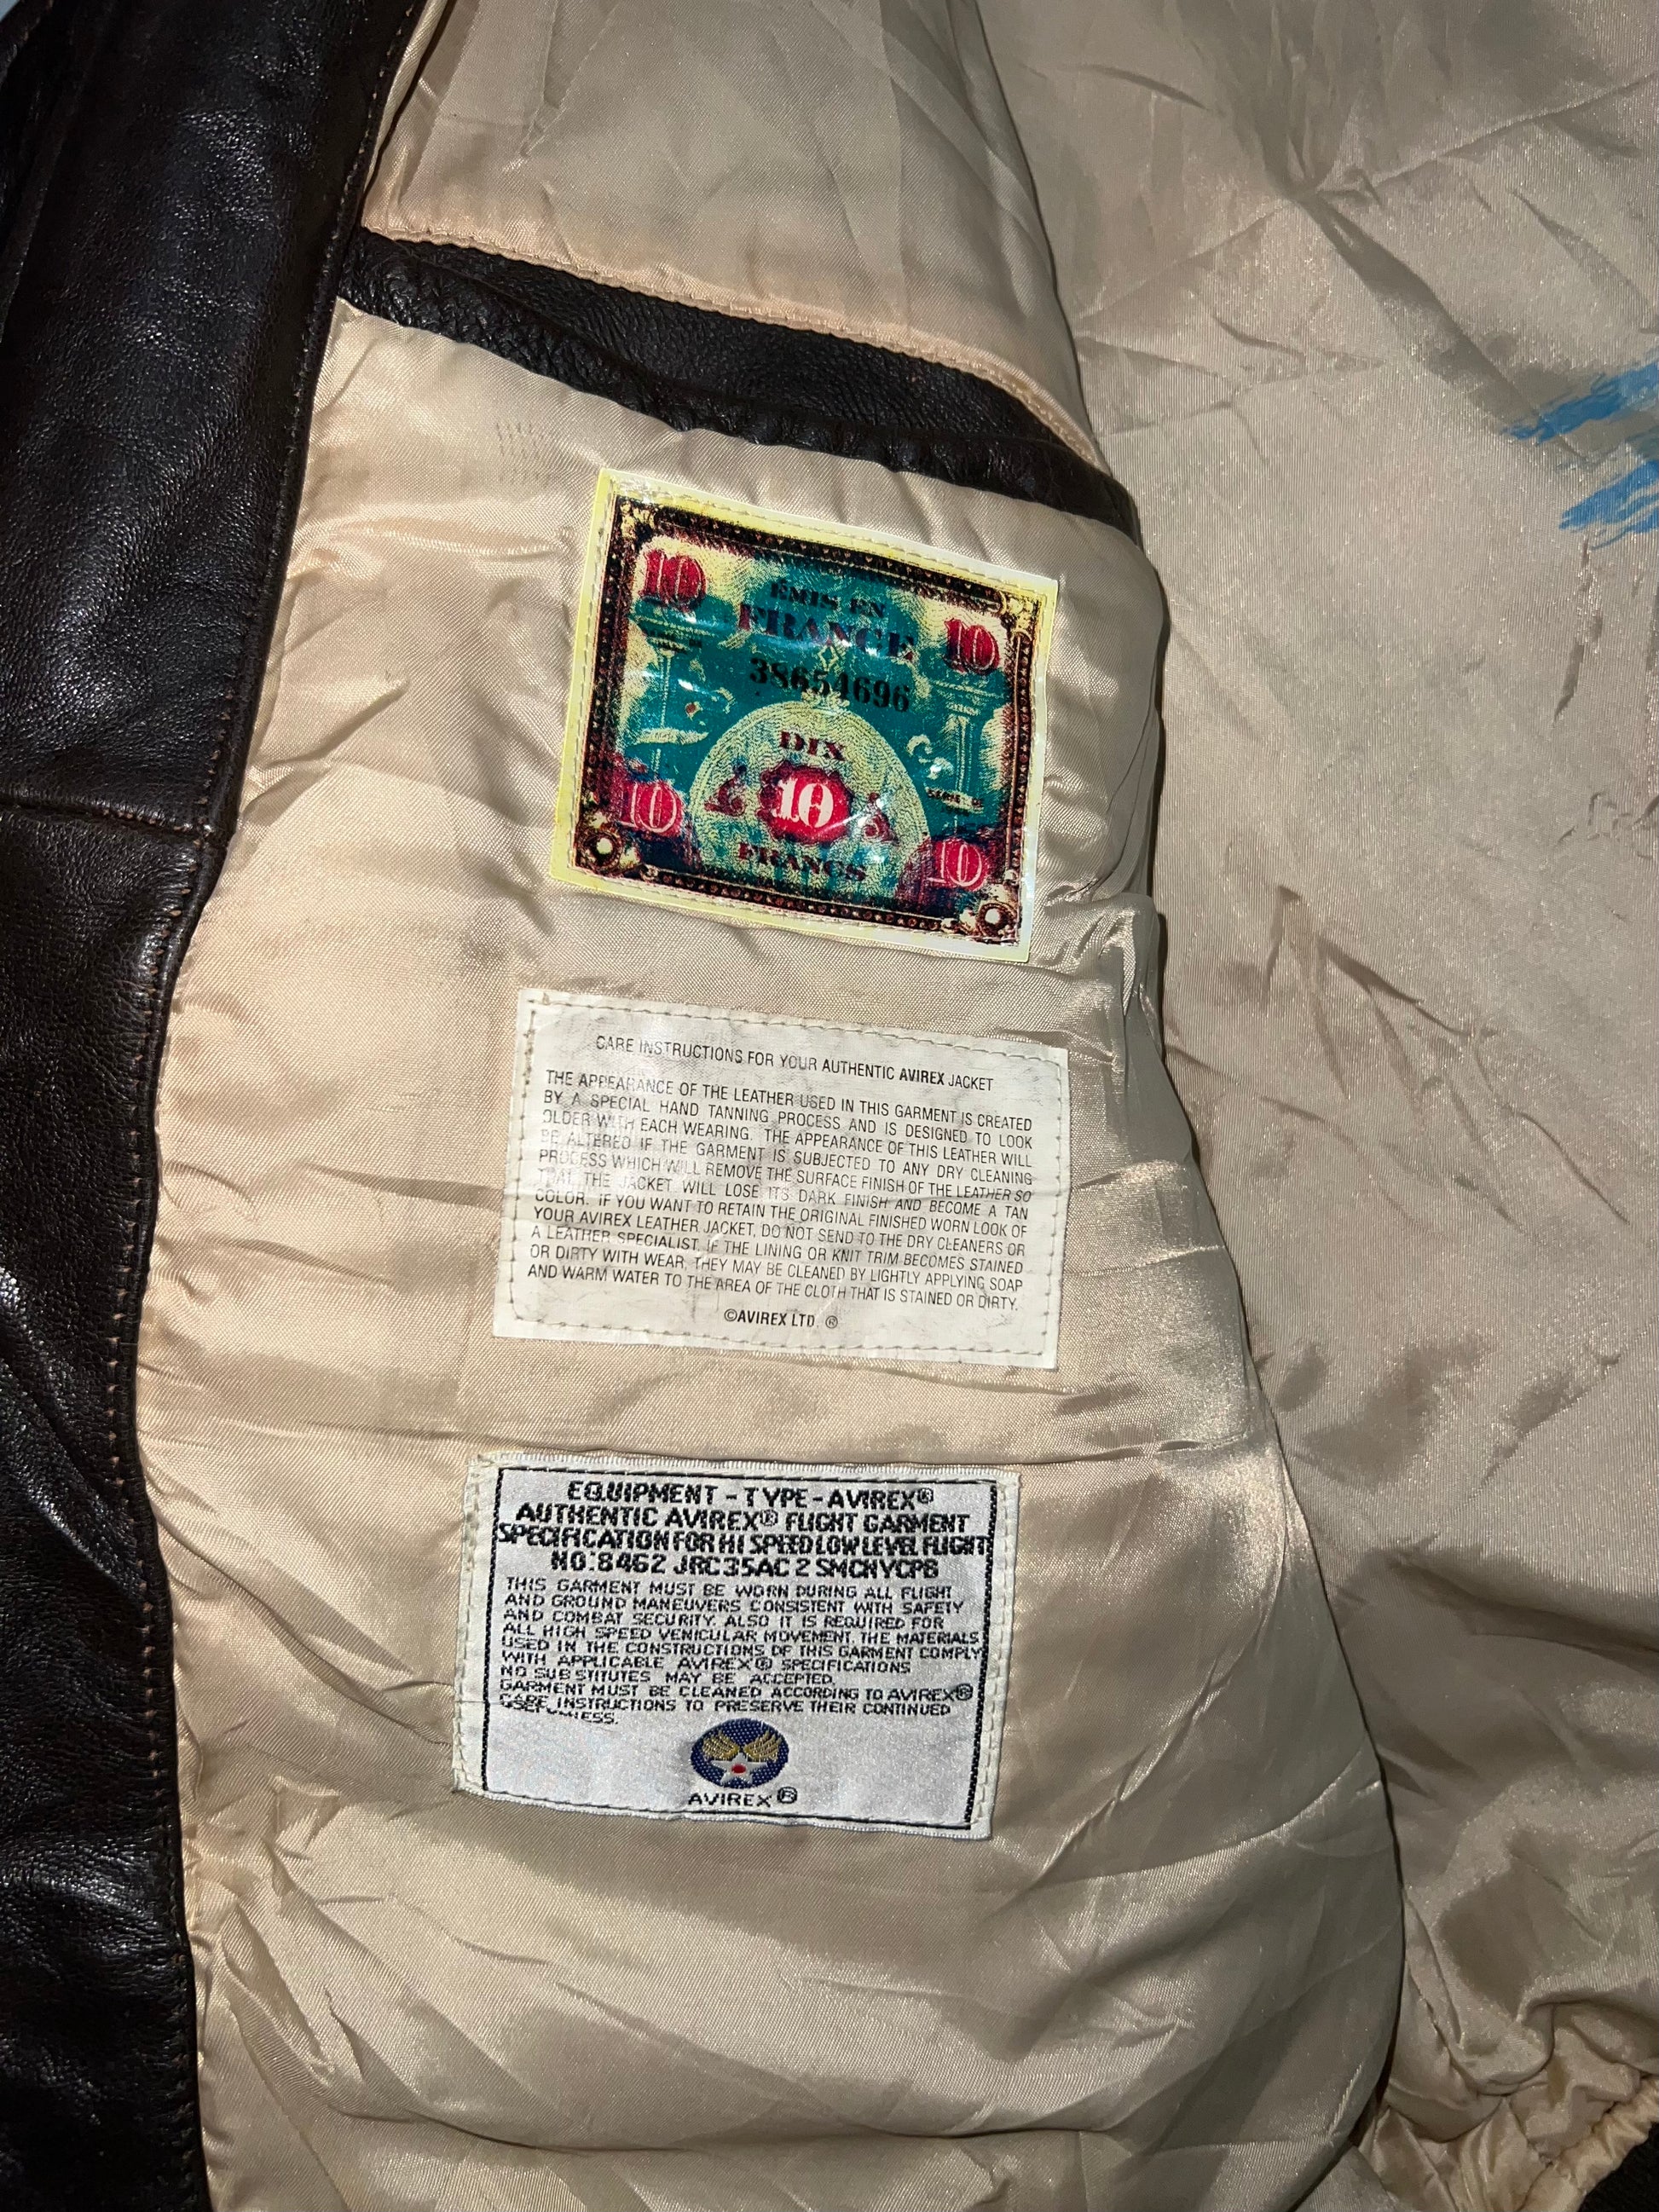 10
ÉMIS EN
FRANCE
10
38654696
DIX
10
FRANCS
10
10
CARE INSTRUCTIONS FOR YOUR AUTHENTIC AVIREX JACKET
THE APPEARANCE OF THE LEATHER USED IN THIS GARMENT IS CREATED
BY A SPECIAL HAND TANNING PROCESS AND IS DESIGNED TO LOOK
OLDER WITH EACH WEARING. THE APPEARANCE OF THIS LEATHER WILL
BE ALTERED IF THE GARMENT IS SUBJECTED TO ANY DRY CLEANING
PROCESS WHICH WILL REMOVE THE SURFACE FINISH OF THE LEATHER SO
THAT THE JACKET WILL LOSE ITS DARK FINISH AND BECOME A TAN
COLOR. IF YOU WANT TO RETAIN THE ORIGINAL FINISHED WORN LOOK OF
YOUR AVIREX LEATHER JACKET, DO NOT SEND TO THE DRY CLEANERS OR
A LEATHER SPECIALIST. IF THE LINING OR KNIT TRIM BECOMES STAINED
OR DIRTY WITH WEAR, THEY MAY BE CLEANED BY LIGHTLY APPLYING SOAP
AND WARM WATER TO THE AREA OF THE CLOTH THAT IS STAINED OR DIRTY.
©AVIREX LTD. ®
EQUIPMENT - TYPE - AVIREX®
AUTHENTIC AVIREX® FLIGHT GARMENT
SPECIFICATION FOR HI SPEED LOW LEVEL FLIGHT
NO:8462 JRC35AC 2 SMCNYCPB
THIS GARMENT MUST BE WORN DURING ALL FLIGHT
AND GROUND MANEUVERS CONSISTENT WITH SAFETY
AND COMBAT SECURITY. ALSO IT IS REQUIRED FOR
ALL HIGH SPEED VENICULAR MOVEMENT. THE MATERIALS
USED IN THE CONSTRUCTIONS OF THIS GARMENT COMPLY
WITH APPLICABLE AVIREX® SPECIFICATIONS
NO SUBSTITUTES MAY BE ACCEPTED.
GARMENT MUST BE CLEANED ACCORDING TO AVIREX®
CARE INSTRUCTIONS TO PRESERVE THEIR CONTINUED
USEFULNESS.
AVIREX®